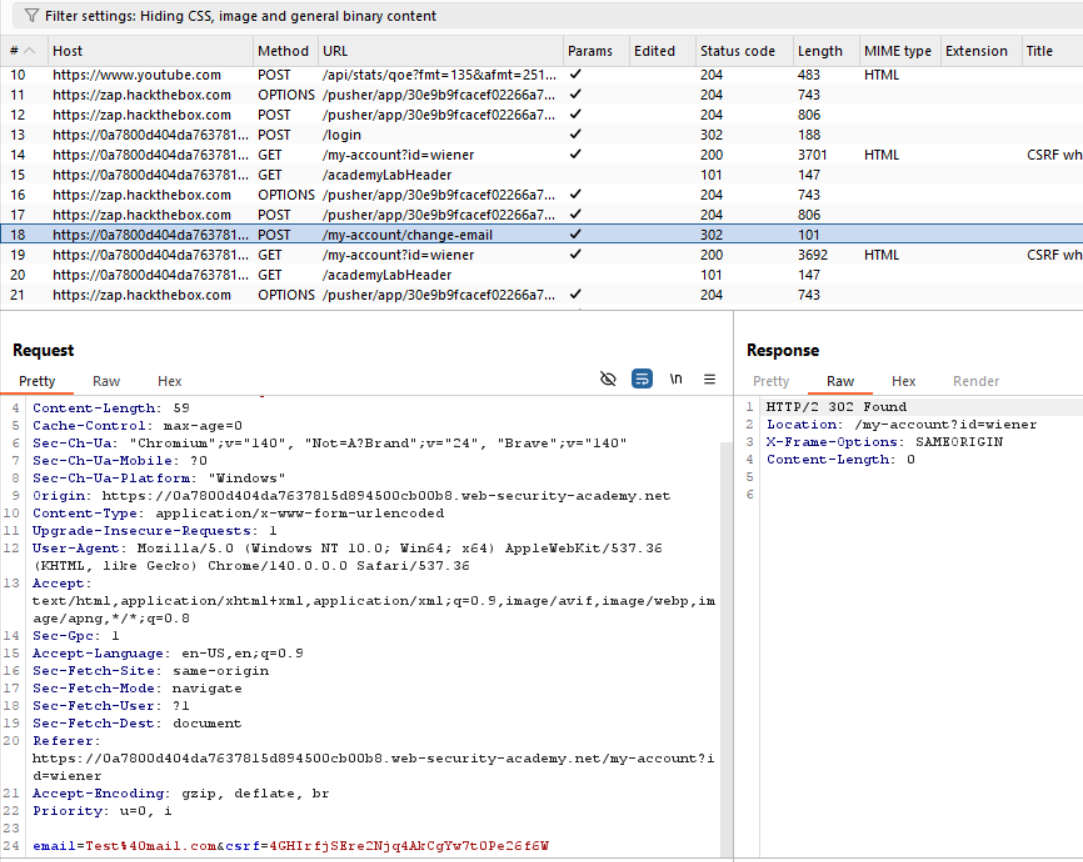 Filter settings: Hiding CSS, image and general binary content
# Host Method URL Params Edited Status code Length MIME type Extension Title
10 https://www.youtube.com POST /api/stats/qoe?fmt=135&afmt=251... ✓ 204 483 HTML
11 https://zap.hackthebox.com OPTIONS /pusher/app/30e9b9fcacef02266a7... ✓ 204 743
12 https://zap.hackthebox.com POST /pusher/app/30e9b9fcacef02266a7... ✓ 204 806
13 https://0a7800d404da763781... POST /login ✓ 302 188
14 https://0a7800d404da763781... GET /my-account?id=wiener ✓ 200 3701 HTML CSRF wh
15 https://0a7800d404da763781... GET /academyLabHeader 101 147
16 https://zap.hackthebox.com OPTIONS /pusher/app/30e9b9fcacef02266a7... ✓ 204 743
17 https://zap.hackthebox.com POST /pusher/app/30e9b9fcacef02266a7... ✓ 204 806
18 https://0a7800d404da763781... POST /my-account/change-email ✓ 302 101
19 https://0a7800d404da763781... GET /my-account?id=wiener ✓ 200 3692 HTML CSRF wh
20 https://0a7800d404da763781... GET /academyLabHeader 101 147
21 https://zap.hackthebox.com OPTIONS /pusher/app/30e9b9fcacef02266a7... ✓ 204 743
Request
Pretty Raw Hex \n
4 Content-Length: 59
5 Cache-Control: max-age=0
6 Sec-Ch-Ua: "Chromium";v="140", "Not=A?Brand";v="24", "Brave";v="140"
7 Sec-Ch-Ua-Mobile: ?0
8 Sec-Ch-Ua-Platform: "Windows"
9 Origin: https://0a7800d404da7637815d894500cb00b8.web-security-academy.net
10 Content-Type: application/x-www-form-urlencoded
11 Upgrade-Insecure-Requests: 1
12 User-Agent: Mozilla/5.0 (Windows NT 10.0; Win64; x64) AppleWebKit/537.36
(KHTML, like Gecko) Chrome/140.0.0.0 Safari/537.36
13 Accept:
text/html,application/xhtml+xml,application/xml;q=0.9,image/avif,image/webp,im
age/apng,*/*;q=0.8
14 Sec-Gpc: 1
15 Accept-Language: en-US,en;q=0.9
16 Sec-Fetch-Site: same-origin
17 Sec-Fetch-Mode: navigate
18 Sec-Fetch-User: ?1
19 Sec-Fetch-Dest: document
20 Referer:
https://0a7800d404da7637815d894500cb00b8.web-security-academy.net/my-account?i
d=wiener
21 Accept-Encoding: gzip, deflate, br
22 Priority: u=0, i
23
24 email=Test%40mail.com&csrf=4GHIrfjSEre2Njq4AkCgYw7tOPe26f6W
Response
Pretty Raw Hex Render
1 HTTP/2 302 Found
2 Location: /my-account?id=wiener
3 X-Frame-Options: SAMEORIGIN
4 Content-Length: 0
5
6